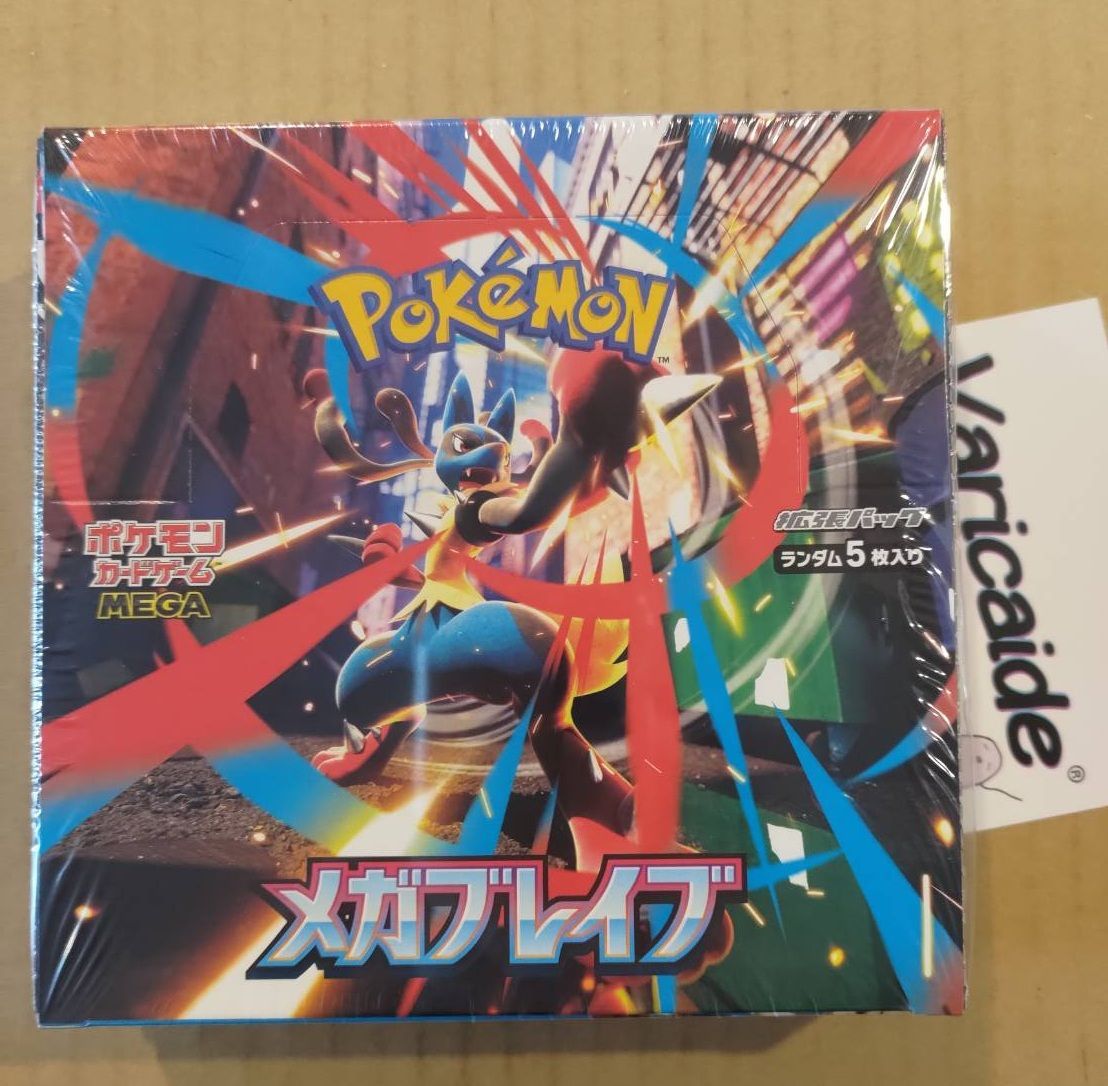 POKéMON
TM
ポケモン
カードゲーム
MEGA
拡張パック
ランダム5枚入り
メガブレイブ
Varicaide
®